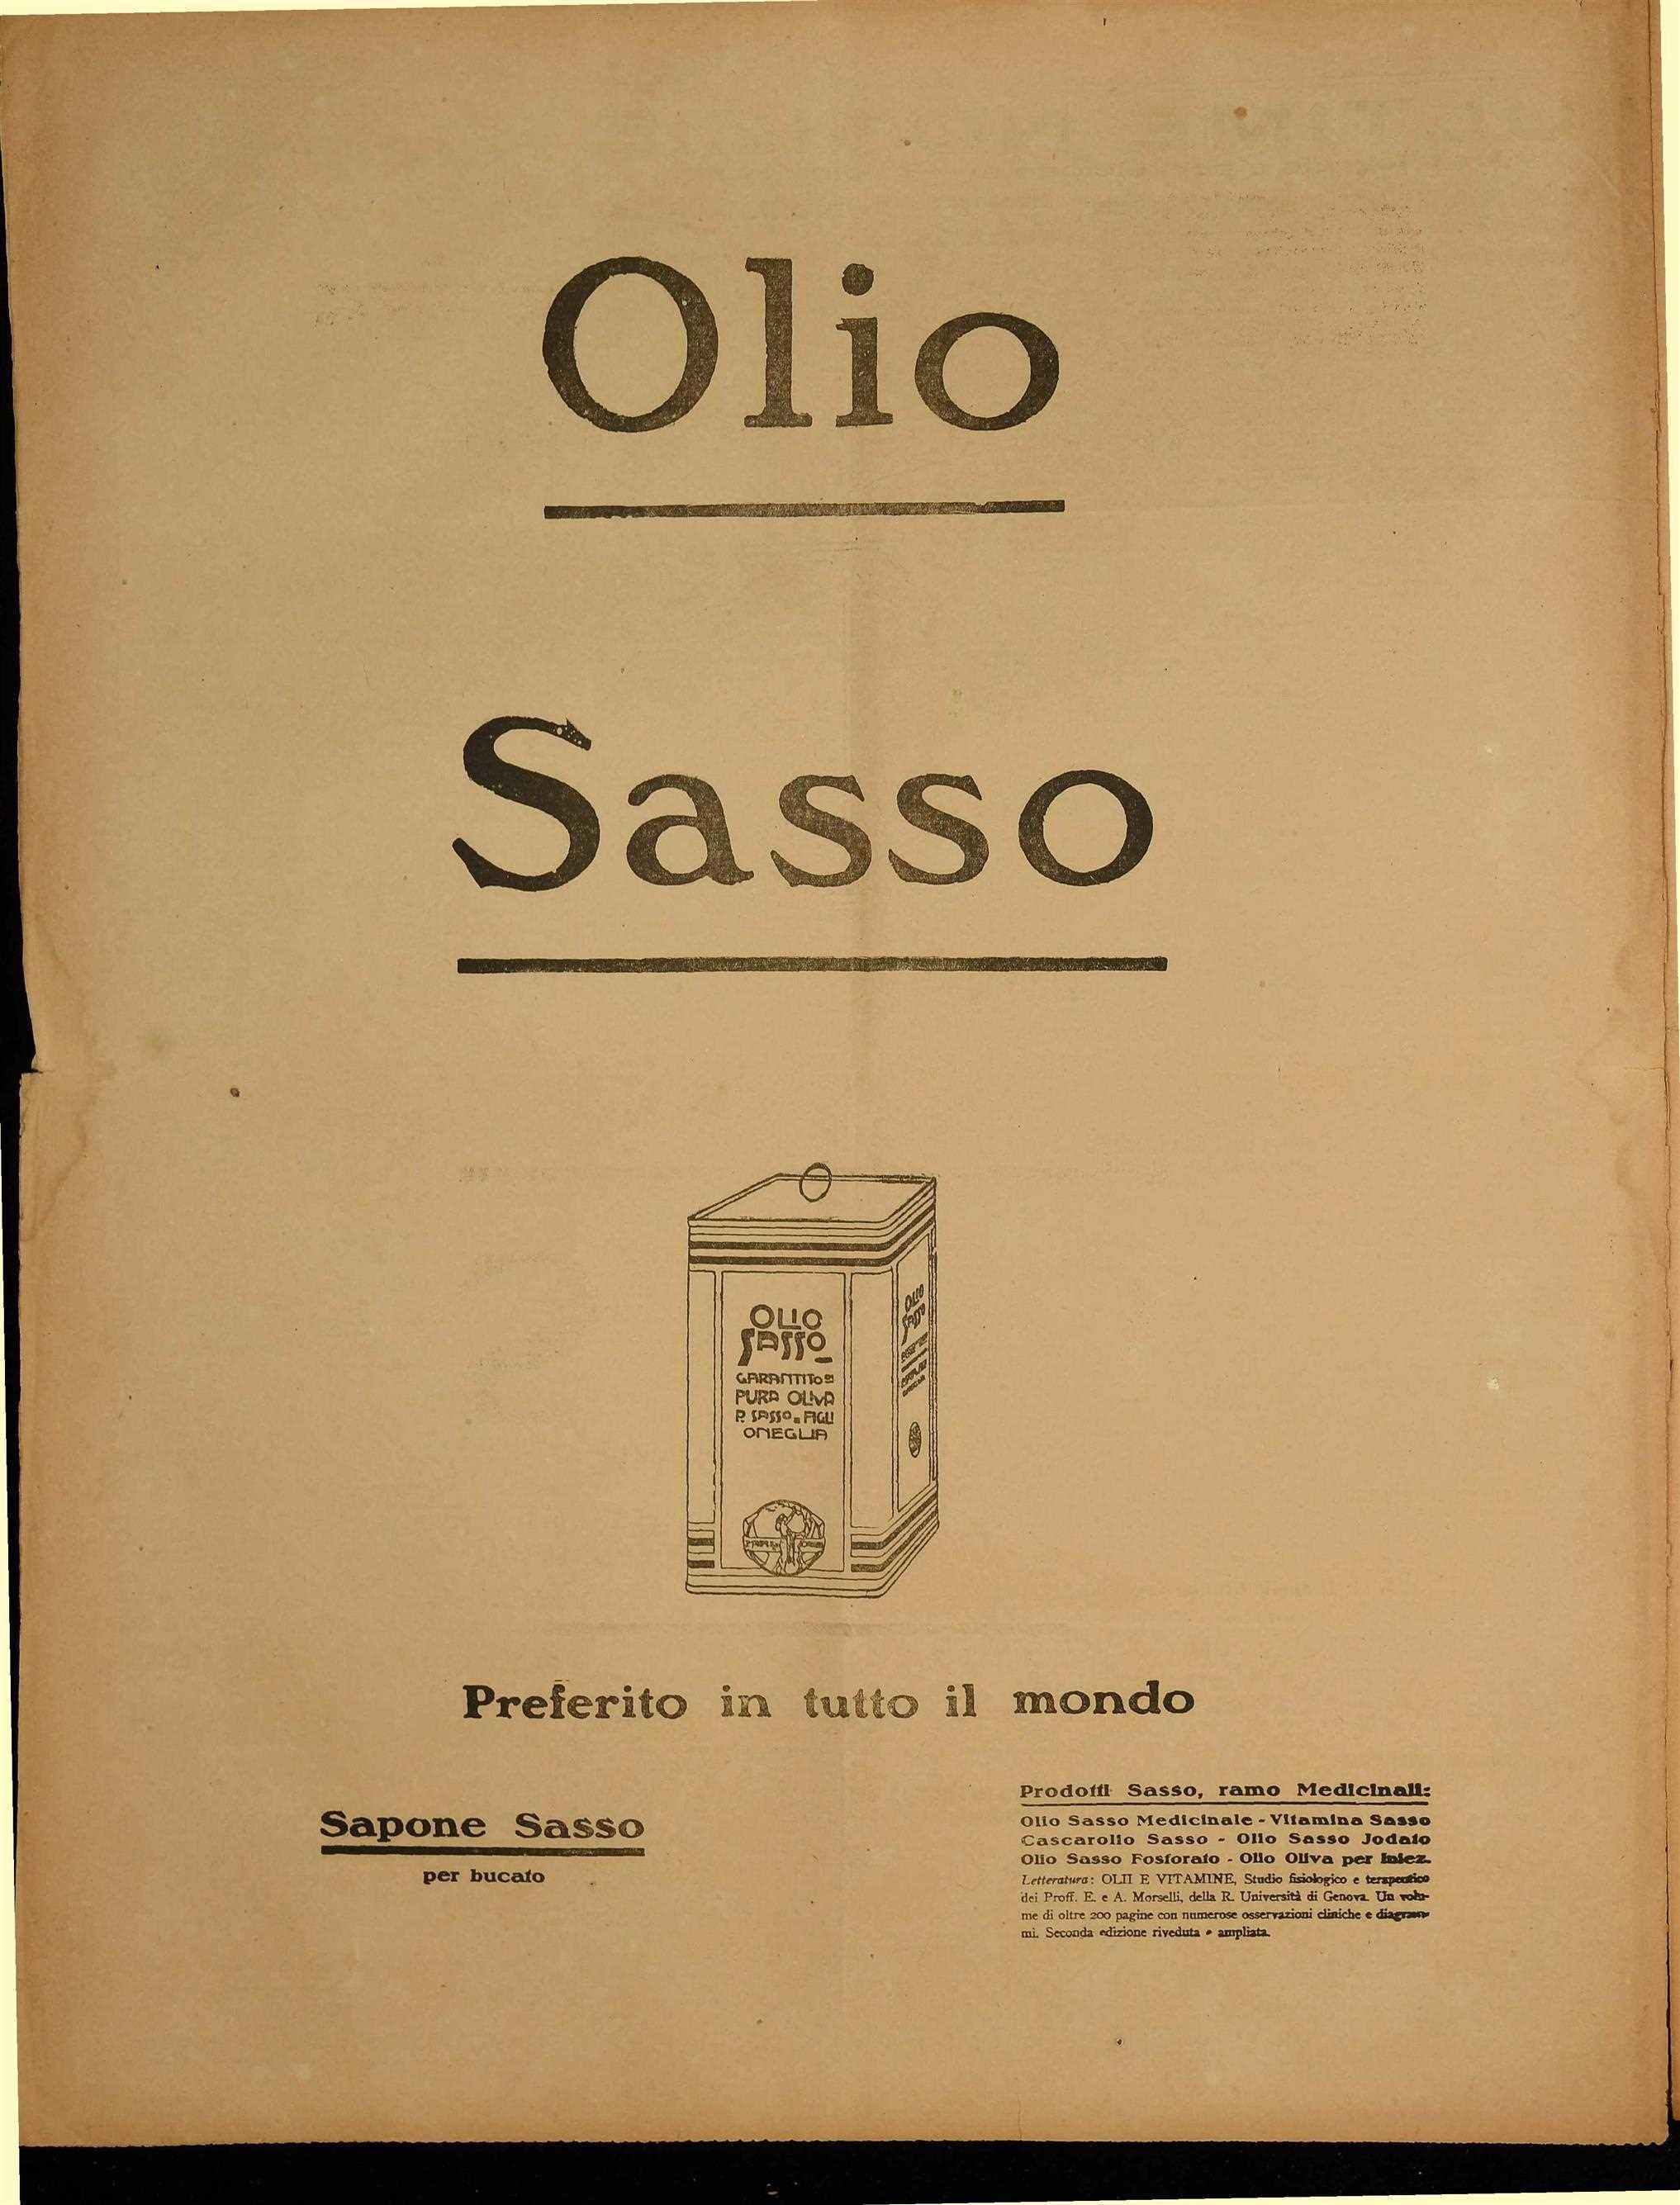 Olio
Sasso
OLIO
SASSO
GARANTITO DI
PURA OLIVA
P. SASSO E FIGLI
ONEGLIA
OLIO
SASSO
Preferito in tutto il mondo
Sapone Sasso
per bucato
Prodotti Sasso, ramo Medicinali:
Olio Sasso Medicinale - Vitamina Sasso
Cascarolio Sasso - Olio Sasso Jodato
Olio Sasso Fosforato - Olio Oliva per Iniez.
Letteratura: OLII E VITAMINE, Studio fisiologico e terapeutico
dei Proff. E. e A. Morselli, della R. Università di Genova. Un volu-
me di oltre 200 pagine con numerose osservazioni cliniche e diagram-
mi. Seconda edizione riveduta e ampliata.